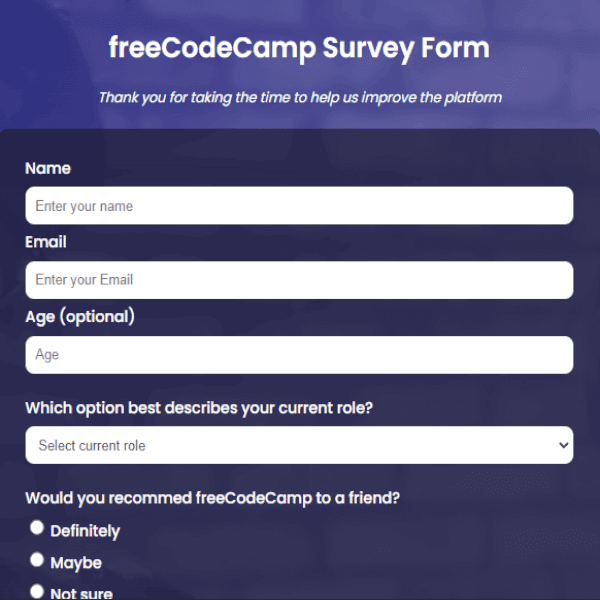 freeCodeCamp Survey Form
Thank you for taking the time to help us improve the platform
Name
Enter your name
Email
Enter your Email
Age (optional)
Age
Which option best describes your current role?
Select current role
Would you recommed freeCodeCamp to a friend?
Definitely
Maybe
Not sure